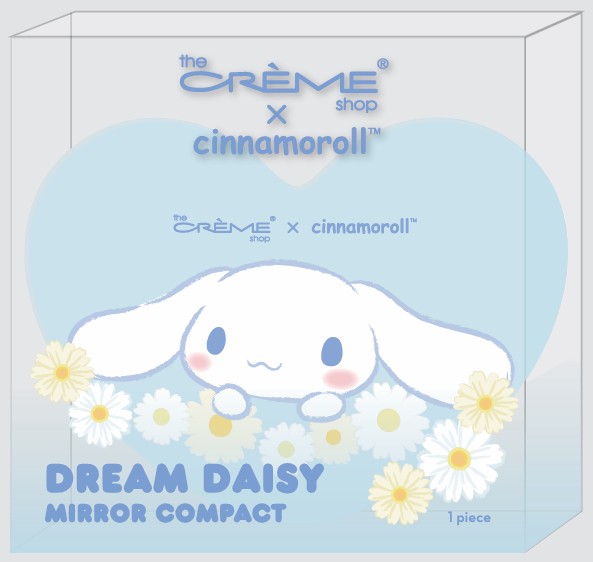 the
CRÈME®
shop
×
cinnamoroll™
the CRÈME® shop × cinnamoroll™
DREAM DAISY
MIRROR COMPACT
1 piece